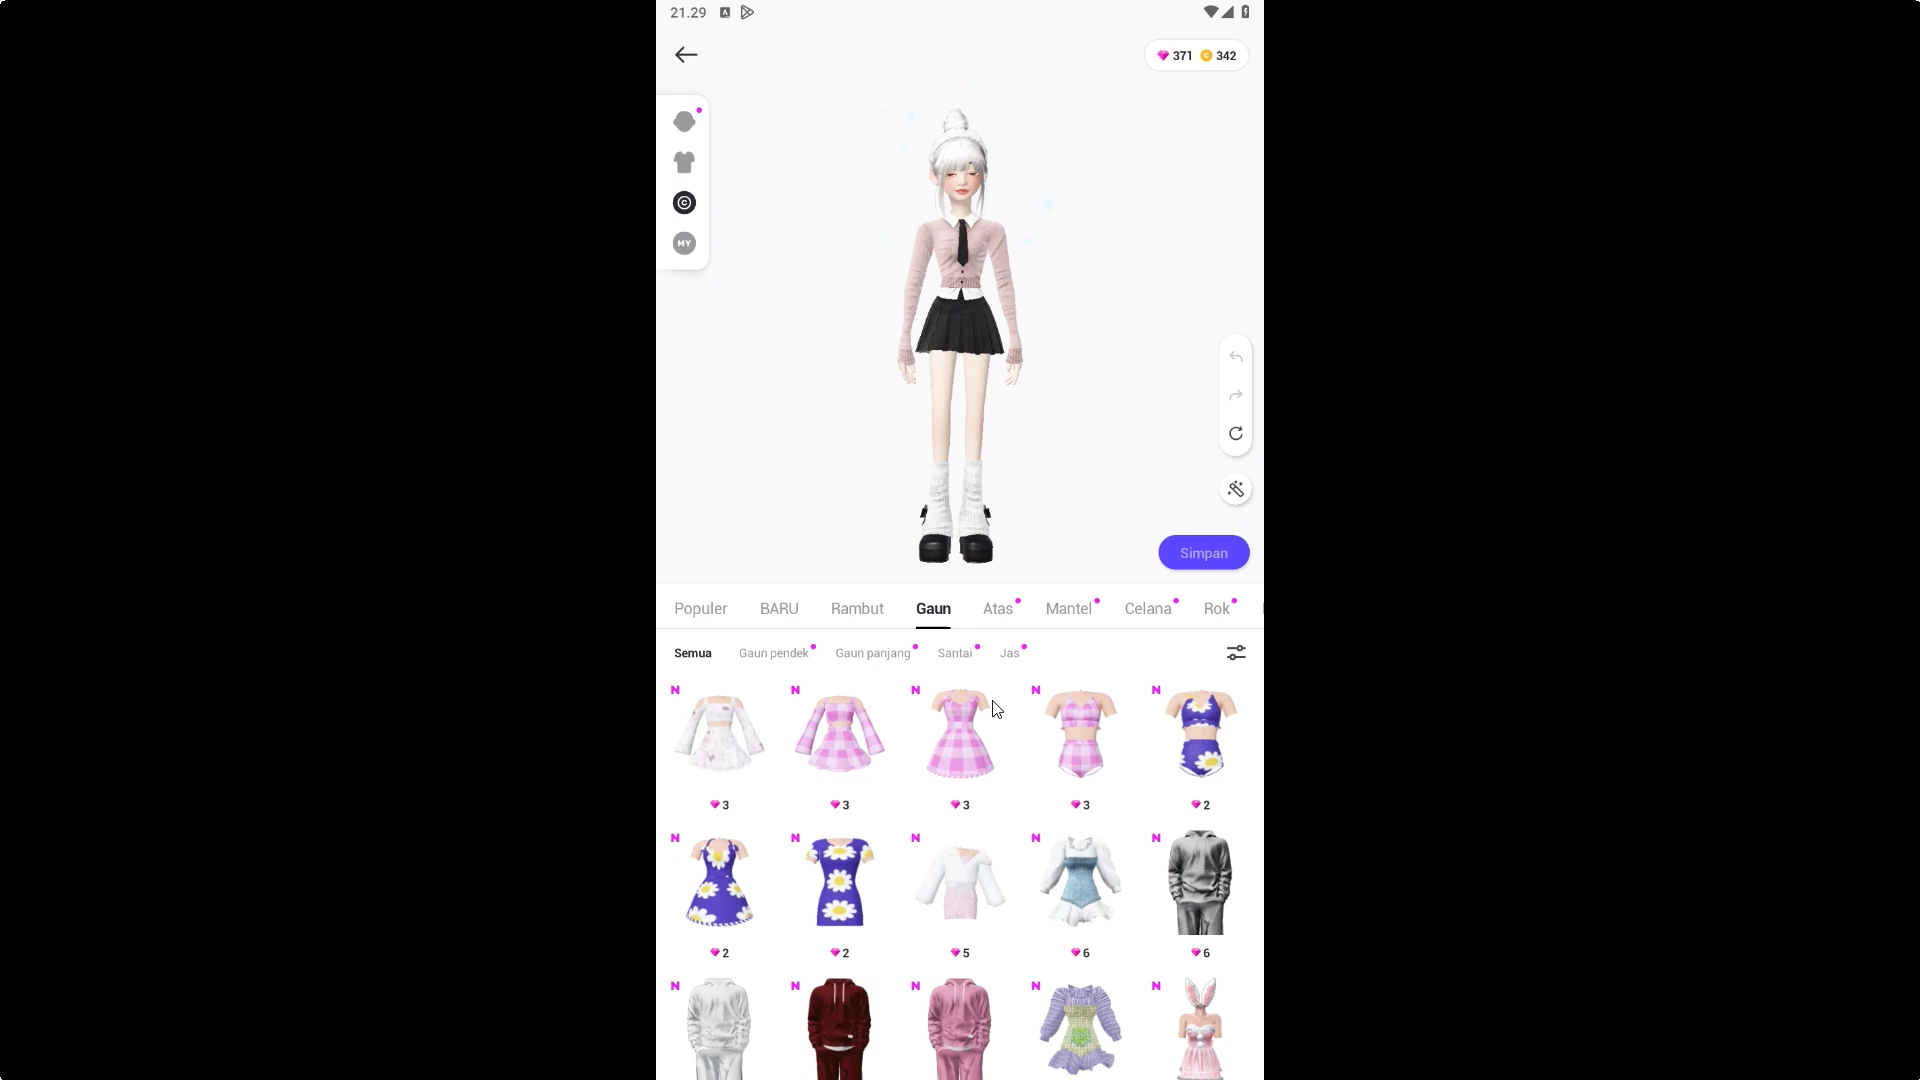 21.29
371 342
MY
Simpan
Populer BARU Rambut Gaun Atas Mantel Celana Rok
Semua Gaun pendek Gaun panjang Santai Jas
N N N N N
3 3 3 3 2
N N N N N
2 2 5 6 6
N N N N N